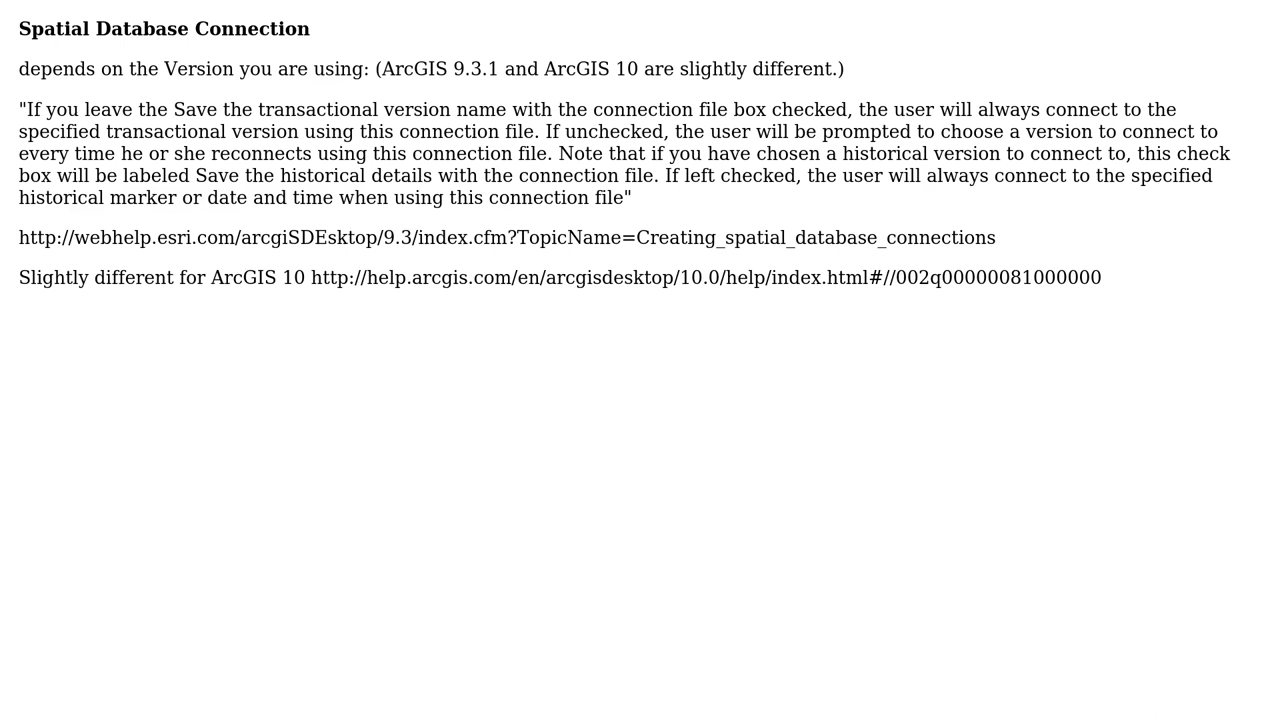 Spatial Database Connection
depends on the Version you are using: (ArcGIS 9.3.1 and ArcGIS 10 are slightly different.)
"If you leave the Save the transactional version name with the connection file box checked, the user will always connect to the
specified transactional version using this connection file. If unchecked, the user will be prompted to choose a version to connect to
every time he or she reconnects using this connection file. Note that if you have chosen a historical version to connect to, this check
box will be labeled Save the historical details with the connection file. If left checked, the user will always connect to the specified
historical marker or date and time when using this connection file"
http://webhelp.esri.com/arcgiSDEsktop/9.3/index.cfm?TopicName=Creating_spatial_database_connections
Slightly different for ArcGIS 10 http://help.arcgis.com/en/arcgisdesktop/10.0/help/index.html#//002q00000081000000